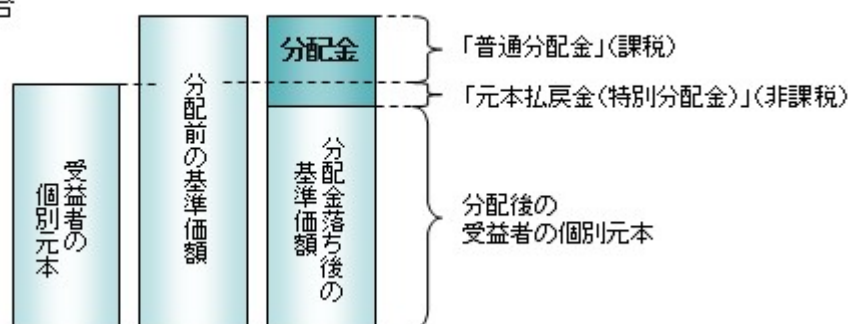 合
受益者の
個別元本
分配前の基準価額
分配金
分配金落ち後の
基準価額
「普通分配金」(課税)
「元本払戻金(特別分配金)」(非課税)
分配後の
受益者の個別元本